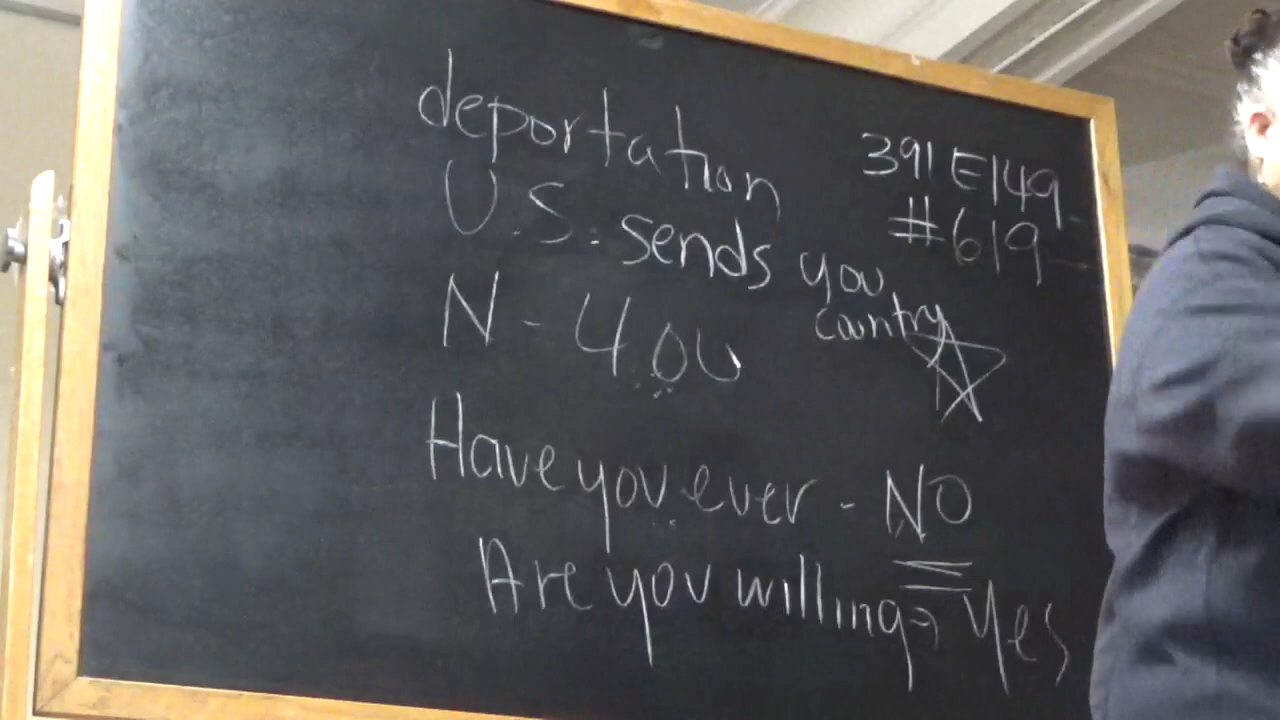 deportation
U.S. sends you
country
N-400
Have you ever - NO
Are you willing → Yes
391 E149
#619